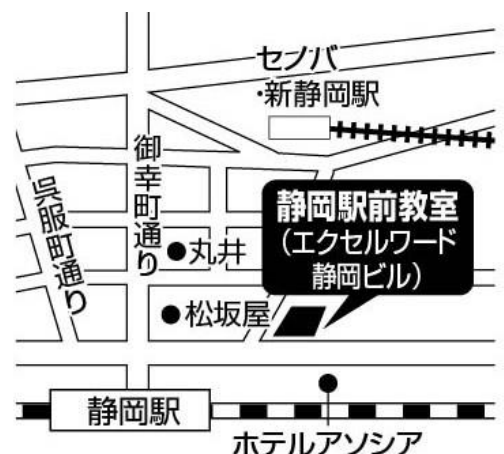 セノバ
・新静岡駅
御幸町通り
呉服町通り
静岡駅前教室
（エクセルワード
静岡ビル）
●丸井
●松坂屋
静岡駅
ホテルアソシア